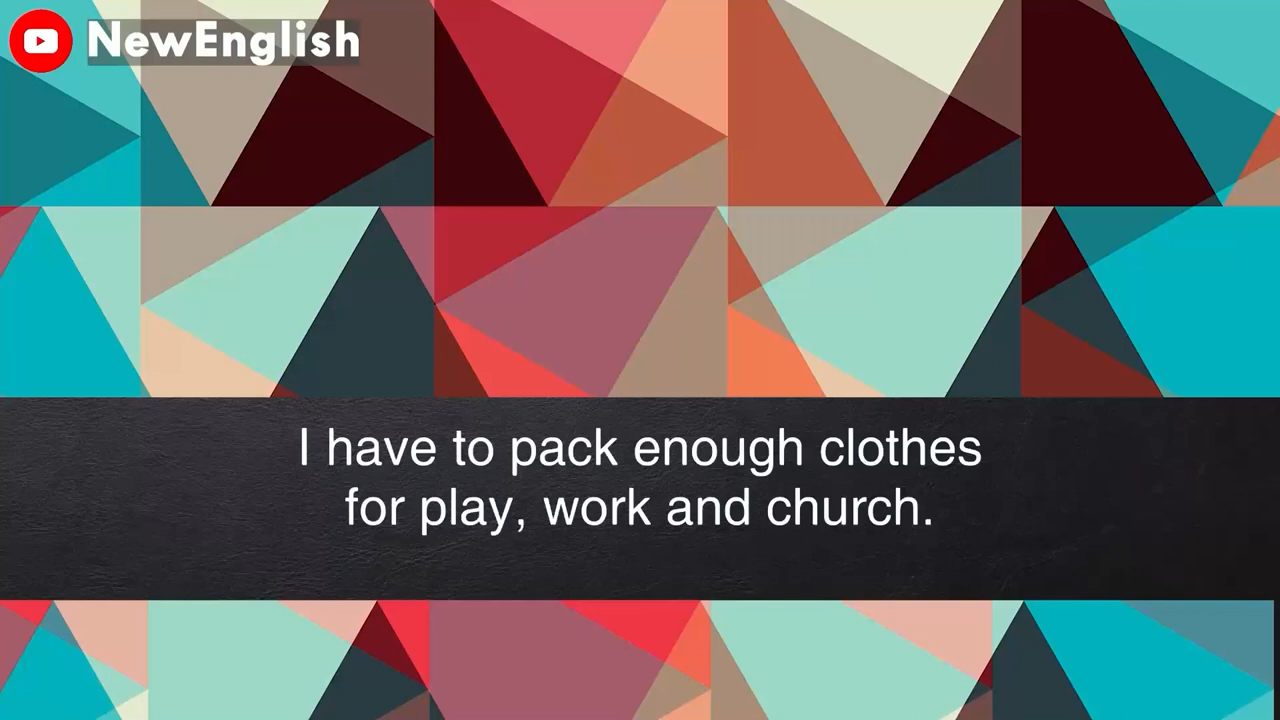 NewEnglish
I have to pack enough clothes
for play, work and church.